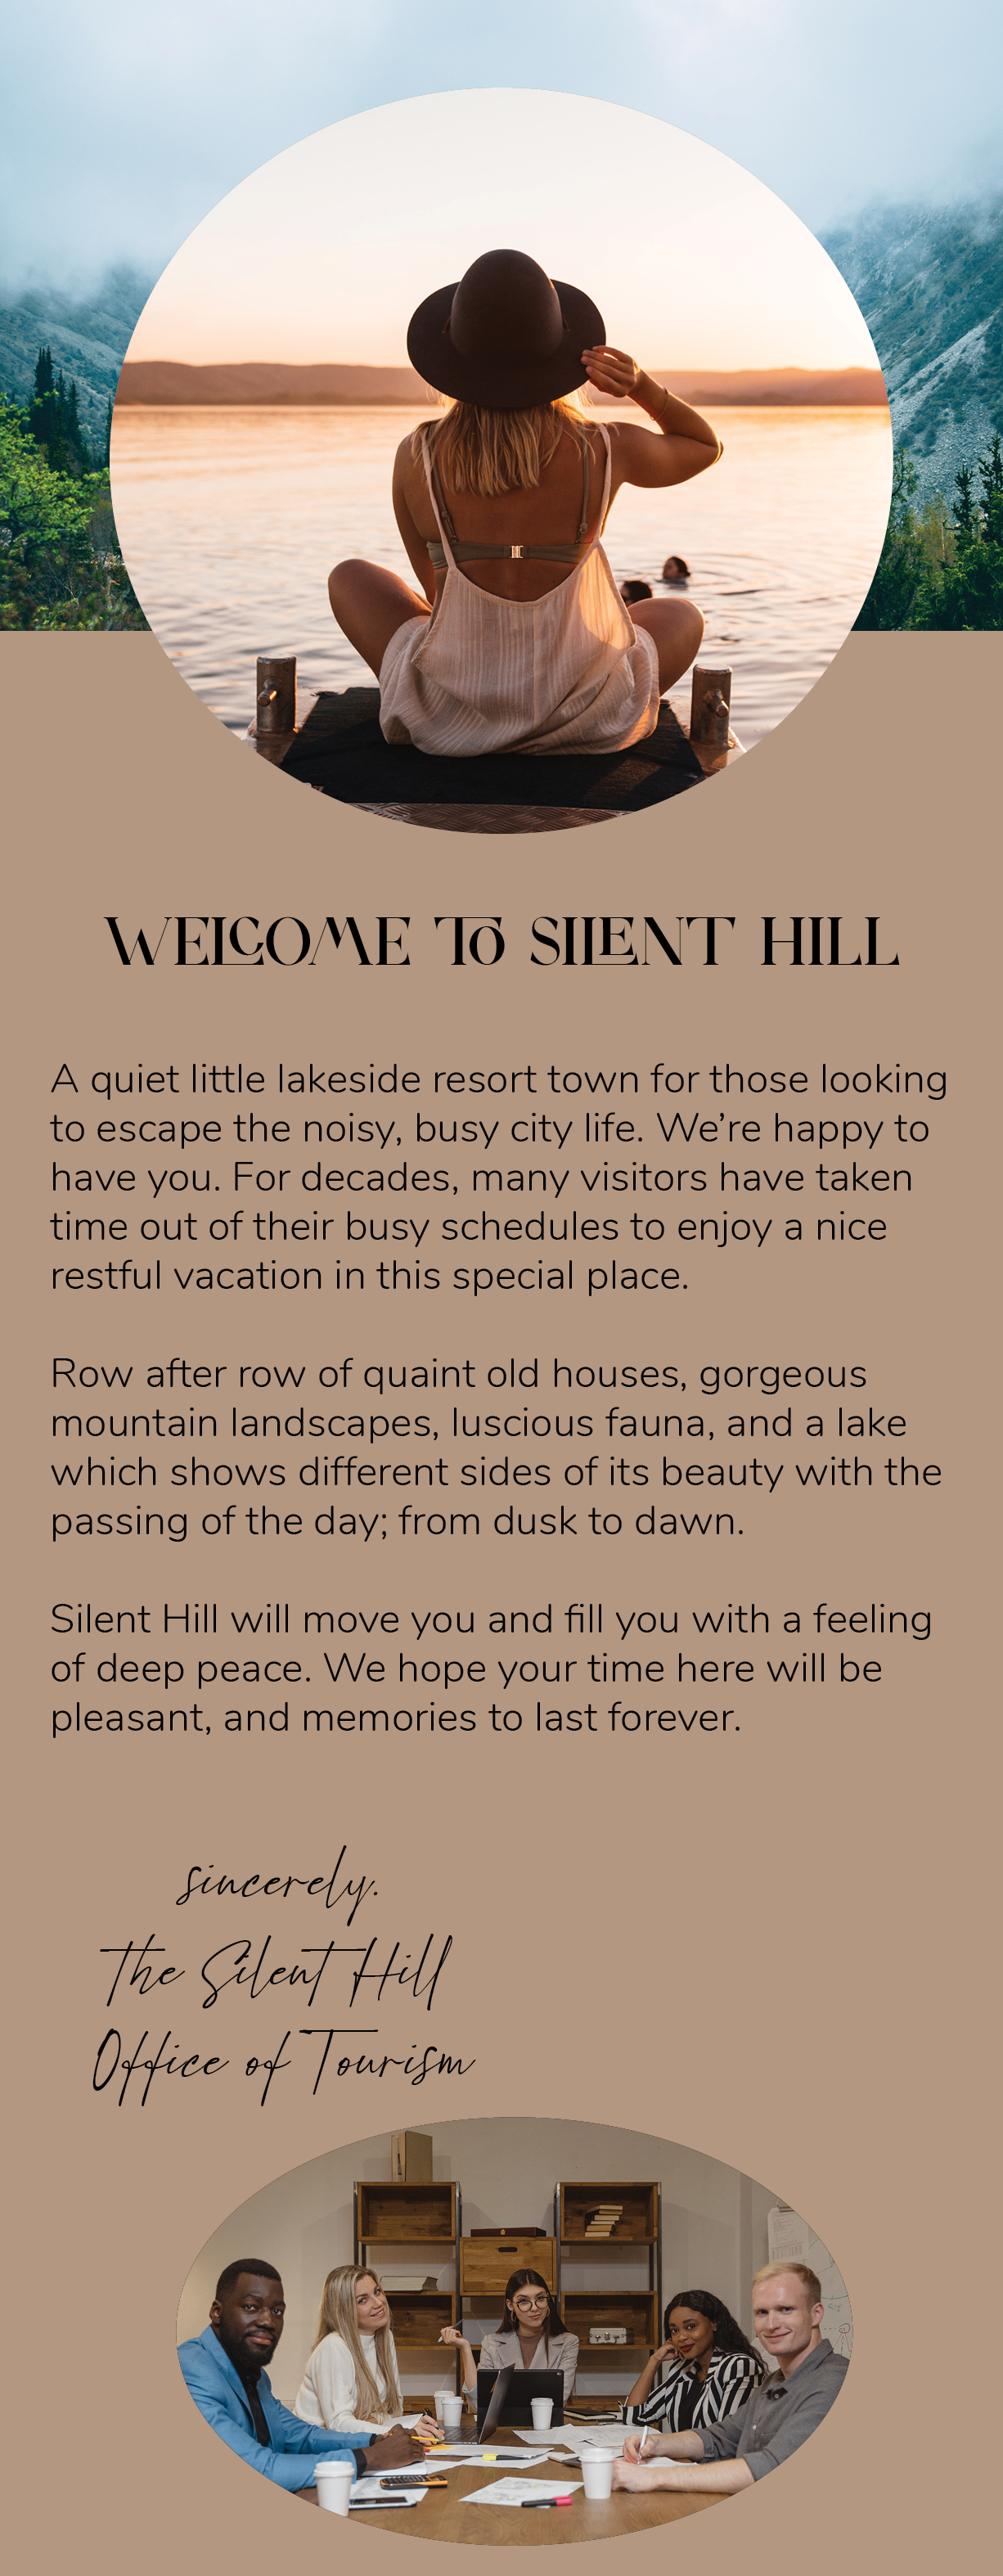 WELCOME TO SILENT HILL
A quiet little lakeside resort town for those looking
to escape the noisy, busy city life. We’re happy to
have you. For decades, many visitors have taken
time out of their busy schedules to enjoy a nice
restful vacation in this special place.
Row after row of quaint old houses, gorgeous
mountain landscapes, luscious fauna, and a lake
which shows different sides of its beauty with the
passing of the day; from dusk to dawn.
Silent Hill will move you and fill you with a feeling
of deep peace. We hope your time here will be
pleasant, and memories to last forever.
sincerely.
The Silent Hill
Office of Tourism